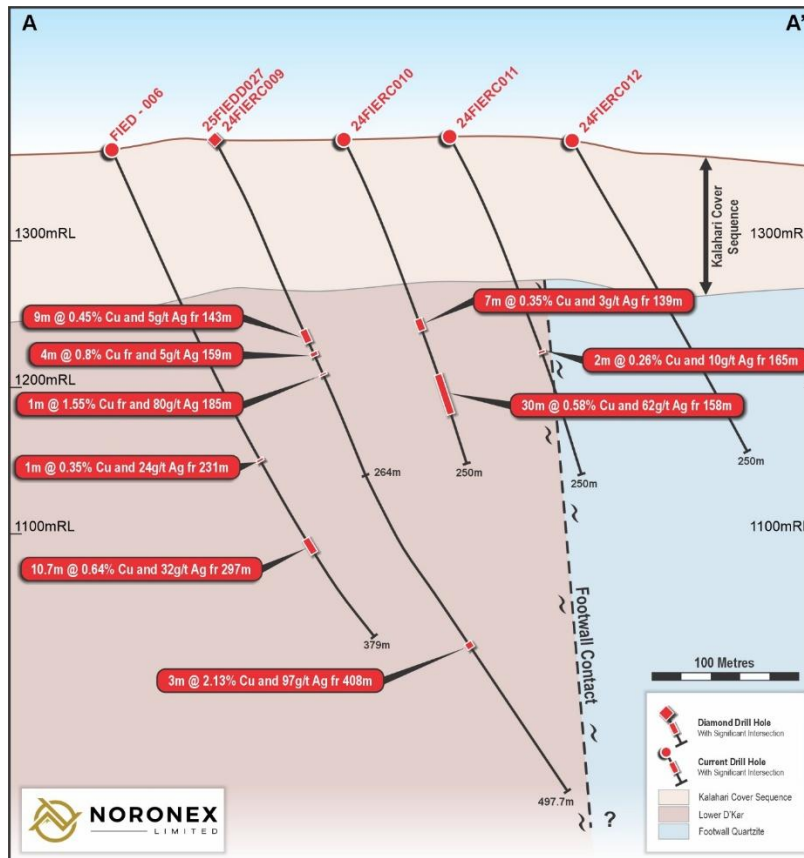 A
A'
FIED - 006
25FIEDD027
24FIERC009
24FIERC010
24FIERC011
24FIERC012
Kalahari Cover
Sequence
1300mRL
1300mRL
9m @ 0.45% Cu and 5g/t Ag fr 143m
7m @ 0.35% Cu and 3g/t Ag fr 139m
4m @ 0.8% Cu fr and 5g/t Ag 159m
2m @ 0.26% Cu and 10g/t Ag fr 165m
1200mRL
1200mRL
1m @ 1.55% Cu fr and 80g/t Ag 185m
30m @ 0.58% Cu and 62g/t Ag fr 158m
1m @ 0.35% Cu and 24g/t Ag fr 231m
264m
250m
250m
250m
1100mRL
1100mRL
10.7m @ 0.64% Cu and 32g/t Ag fr 297m
Footwall Contact
379m
3m @ 2.13% Cu and 97g/t Ag fr 408m
100 Metres
497.7m
?
Diamond Drill Hole
With Significant Intersection
Current Drill Hole
With Significant Intersection
Kalahari Cover Sequence
Lower D'Kar
Footwall Quartzite
NORONEX
LIMITED